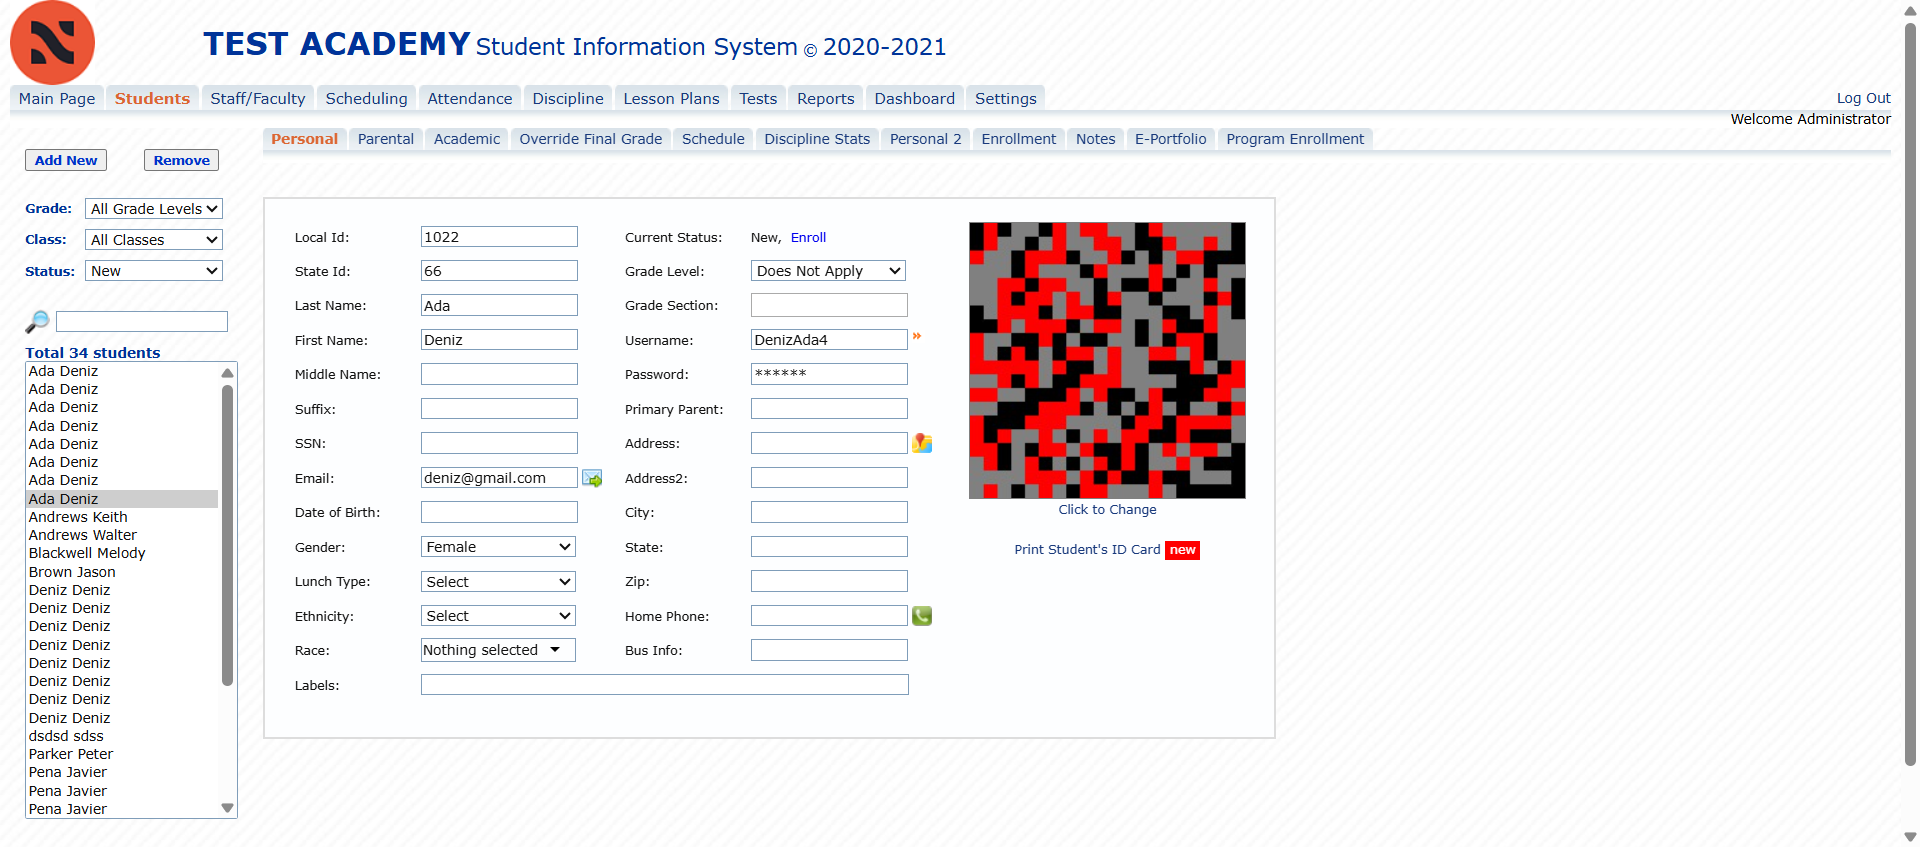 TEST ACADEMY Student Information System © 2020-2021
Main Page Students Staff/Faculty Scheduling Attendance Discipline Lesson Plans Tests Reports Dashboard Settings
Log Out
Welcome Administrator
Personal Parental Academic Override Final Grade Schedule Discipline Stats Personal 2 Enrollment Notes E-Portfolio Program Enrollment
Add New Remove
Grade: All Grade Levels
Class: All Classes
Status: New
Total 34 students
Ada Deniz
Ada Deniz
Ada Deniz
Ada Deniz
Ada Deniz
Ada Deniz
Ada Deniz
Ada Deniz
Andrews Keith
Andrews Walter
Blackwell Melody
Brown Jason
Deniz Deniz
Deniz Deniz
Deniz Deniz
Deniz Deniz
Deniz Deniz
Deniz Deniz
Deniz Deniz
Deniz Deniz
dsdsd sdss
Parker Peter
Pena Javier
Pena Javier
Pena Javier
Local Id: 1022
State Id: 66
Last Name: Ada
First Name: Deniz
Middle Name:
Suffix:
SSN:
Email: deniz@gmail.com
Date of Birth:
Gender: Female
Lunch Type: Select
Ethnicity: Select
Race: Nothing selected
Labels:
Current Status: New, Enroll
Grade Level: Does Not Apply
Grade Section:
Username: DenizAda4 »
Password: ******
Primary Parent:
Address:
Address2:
City:
State:
Zip:
Home Phone:
Bus Info:
Click to Change
Print Student's ID Card new